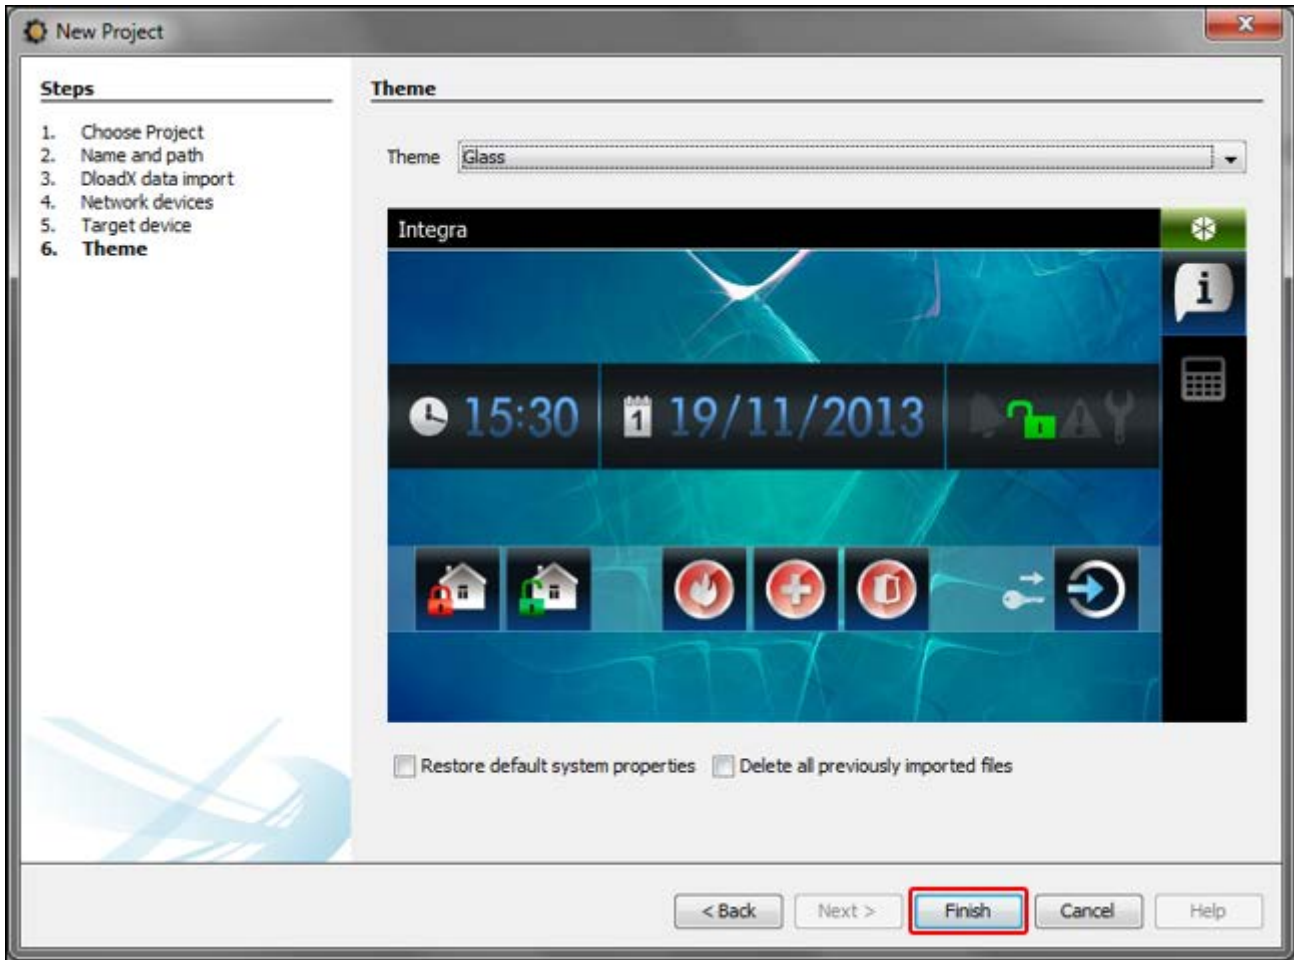 New Project
Steps
1. Choose Project
2. Name and path
3. DloadX data import
4. Network devices
5. Target device
6. Theme
Theme
Theme Glass
Integra
i
15:30 1 19/11/2013
Restore default system properties Delete all previously imported files
< Back Next > Finish Cancel Help